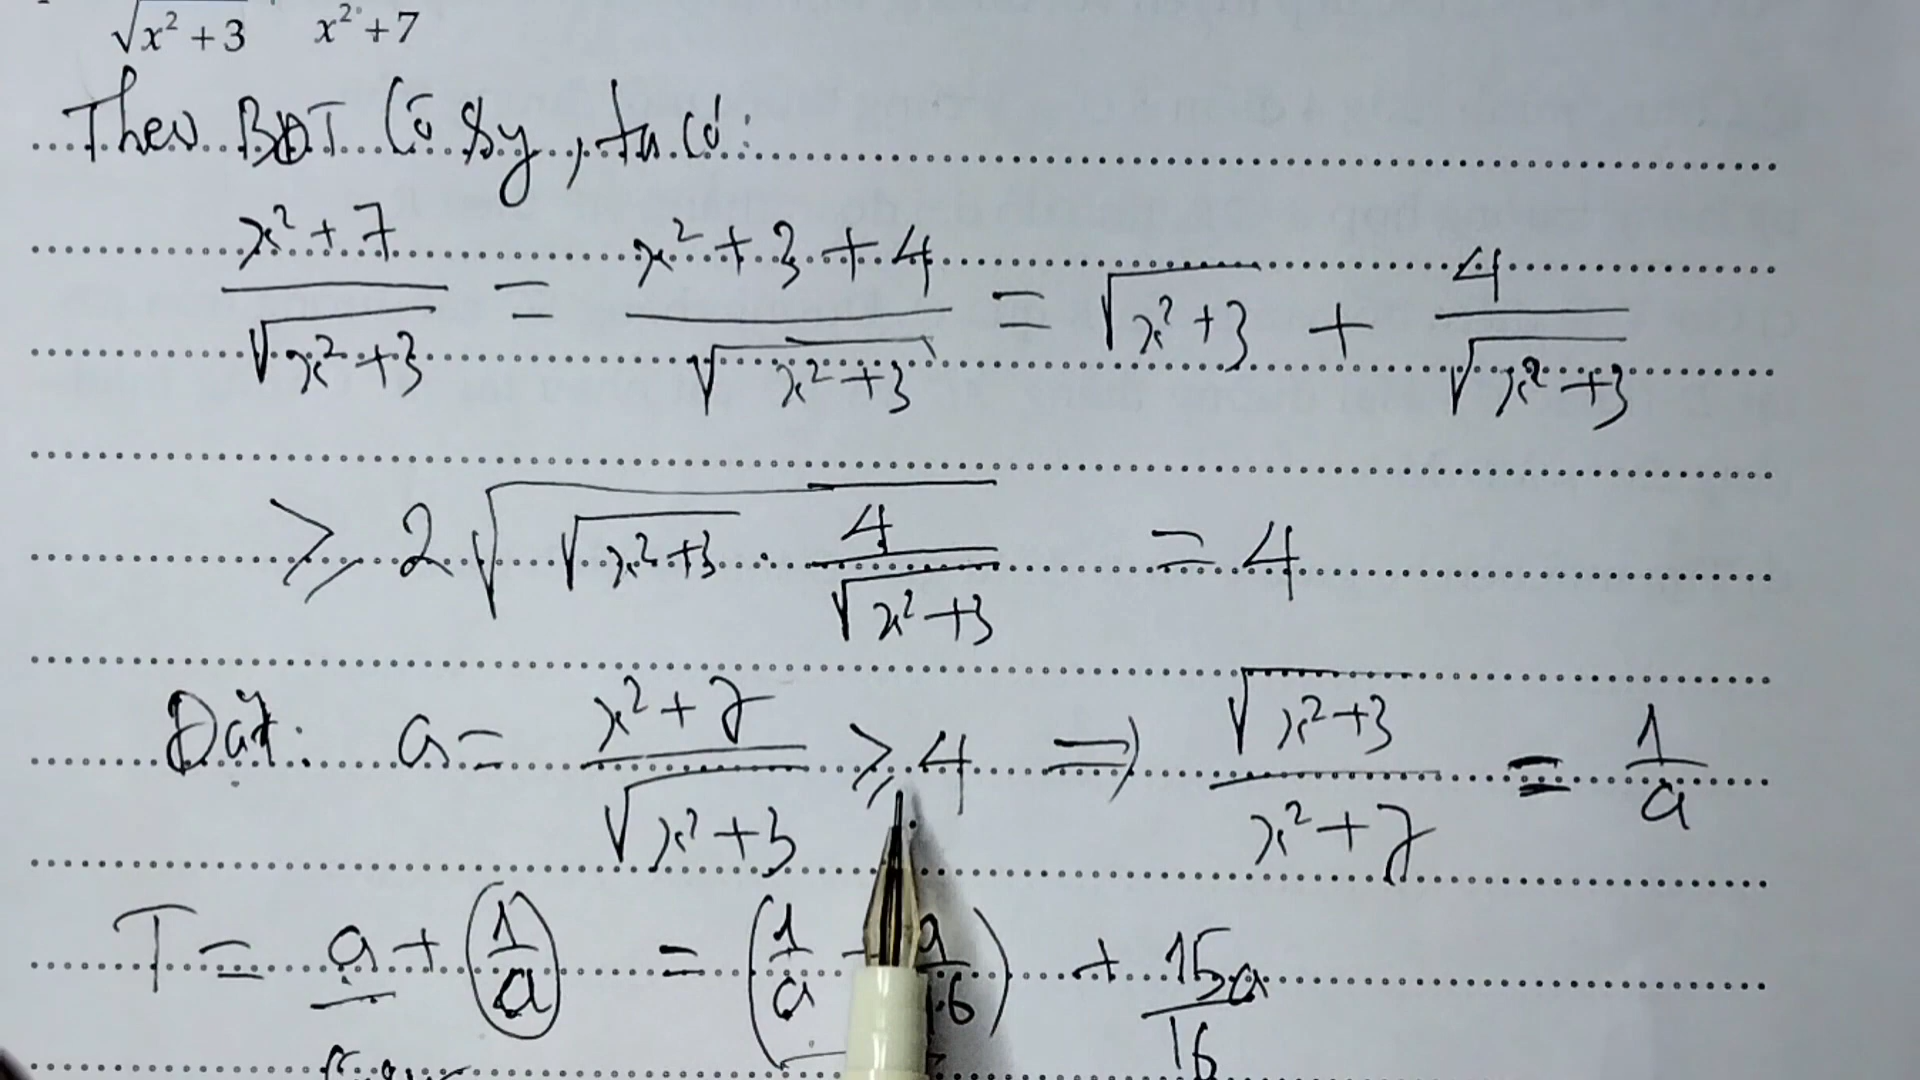 √(x² + 3) x² + 7
Theo BĐT Cô Sy, ta có:
(x² + 7)/√(x² + 3) = (x² + 3 + 4)/√(x² + 3) = √(x² + 3) + 4/√(x² + 3)
≥ 2√(√(x² + 3) · 4/√(x² + 3)) = 4
Đặt: a = (x² + 7)/√(x² + 3) ≥ 4 ⇒ √(x² + 3)/(x² + 7) = 1/a
T = a + (1/a) = (1/a + a/16) + 15a/16